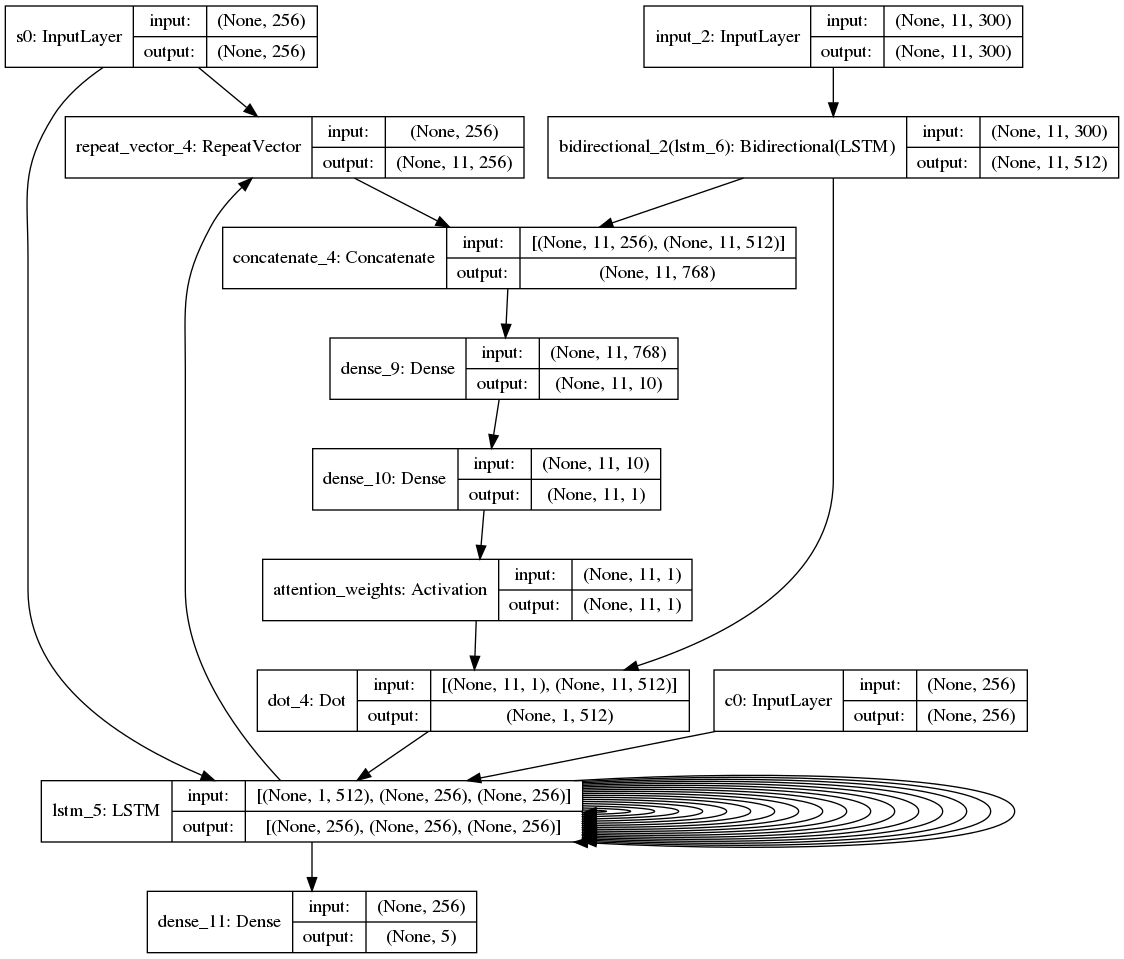 s0: InputLayer
input: (None, 256)
output: (None, 256)
input_2: InputLayer
input: (None, 11, 300)
output: (None, 11, 300)
repeat_vector_4: RepeatVector
input: (None, 256)
output: (None, 11, 256)
bidirectional_2(lstm_6): Bidirectional(LSTM)
input: (None, 11, 300)
output: (None, 11, 512)
concatenate_4: Concatenate
input: [(None, 11, 256), (None, 11, 512)]
output: (None, 11, 768)
dense_9: Dense
input: (None, 11, 768)
output: (None, 11, 10)
dense_10: Dense
input: (None, 11, 10)
output: (None, 11, 1)
attention_weights: Activation
input: (None, 11, 1)
output: (None, 11, 1)
dot_4: Dot
input: [(None, 11, 1), (None, 11, 512)]
output: (None, 1, 512)
c0: InputLayer
input: (None, 256)
output: (None, 256)
lstm_5: LSTM
input: [(None, 1, 512), (None, 256), (None, 256)]
output: [(None, 256), (None, 256), (None, 256)]
dense_11: Dense
input: (None, 256)
output: (None, 5)